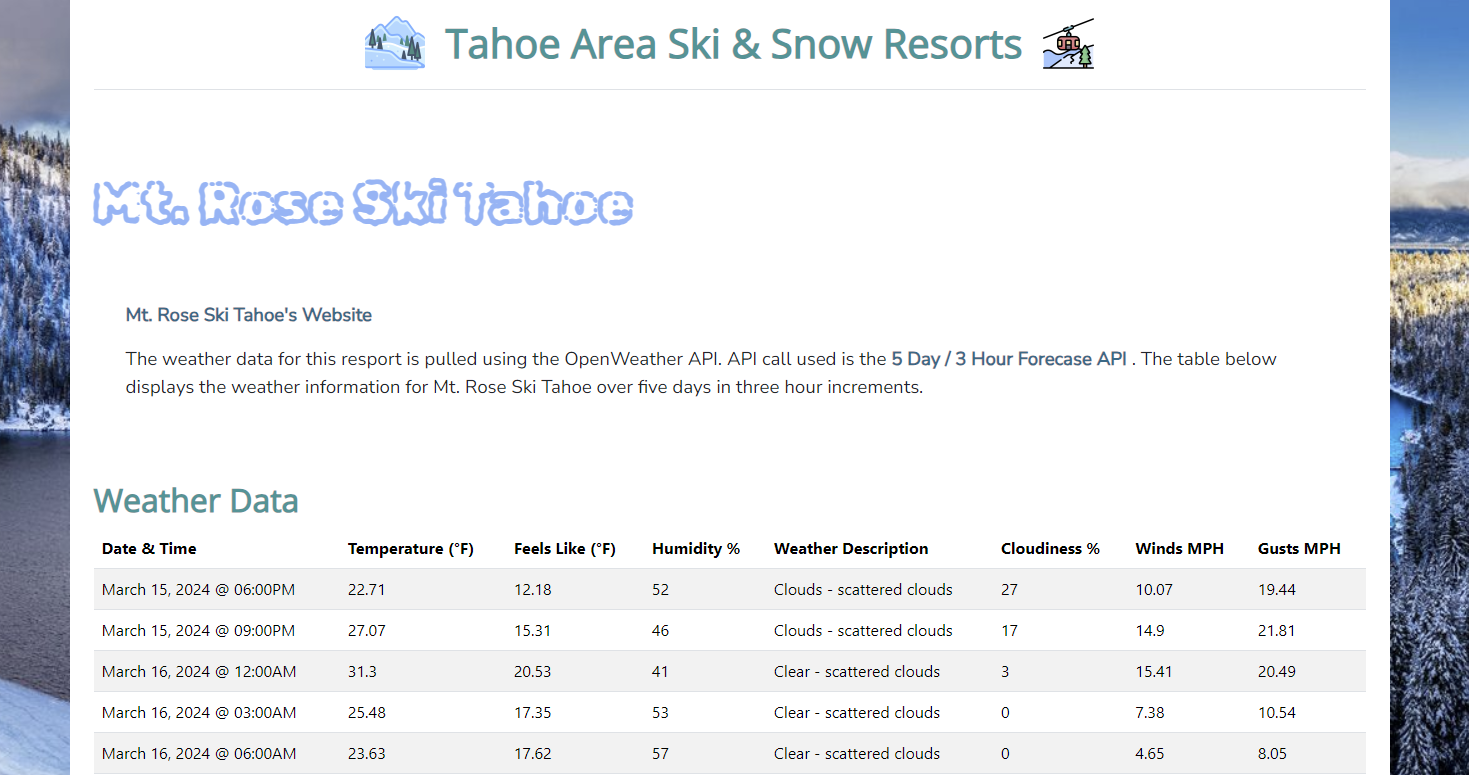 Tahoe Area Ski & Snow Resorts
Mt. Rose Ski Tahoe
Mt. Rose Ski Tahoe's Website
The weather data for this resport is pulled using the OpenWeather API. API call used is the 5 Day / 3 Hour Forecase API . The table below
displays the weather information for Mt. Rose Ski Tahoe over five days in three hour increments.
Weather Data
Date & Time Temperature (°F) Feels Like (°F) Humidity % Weather Description Cloudiness % Winds MPH Gusts MPH
March 15, 2024 @ 06:00PM 22.71 12.18 52 Clouds - scattered clouds 27 10.07 19.44
March 15, 2024 @ 09:00PM 27.07 15.31 46 Clouds - scattered clouds 17 14.9 21.81
March 16, 2024 @ 12:00AM 31.3 20.53 41 Clear - scattered clouds 3 15.41 20.49
March 16, 2024 @ 03:00AM 25.48 17.35 53 Clear - scattered clouds 0 7.38 10.54
March 16, 2024 @ 06:00AM 23.63 17.62 57 Clear - scattered clouds 0 4.65 8.05